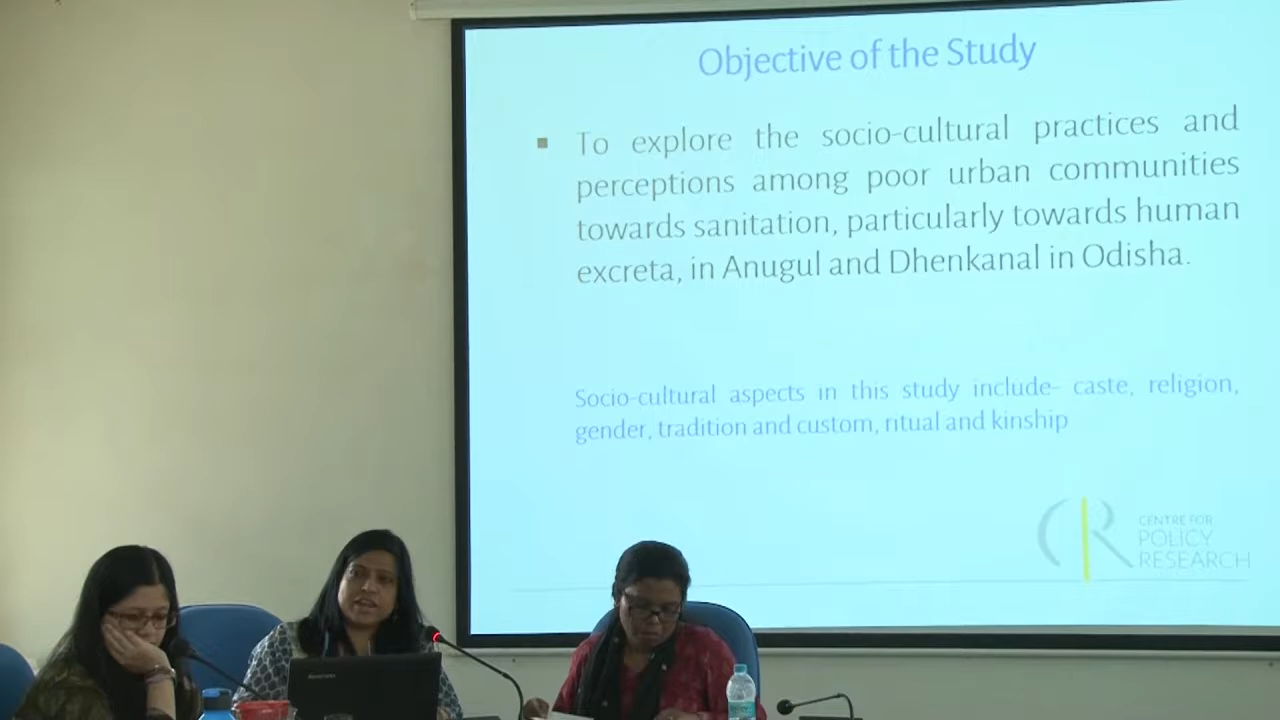 Objective of the Study
To explore the socio-cultural practices and
perceptions among poor urban communities
towards sanitation, particularly towards human
excreta, in Anugul and Dhenkanal in Odisha.
Socio-cultural aspects in this study include- caste, religion,
gender, tradition and custom, ritual and kinship
CENTRE FOR
POLICY
RESEARCH